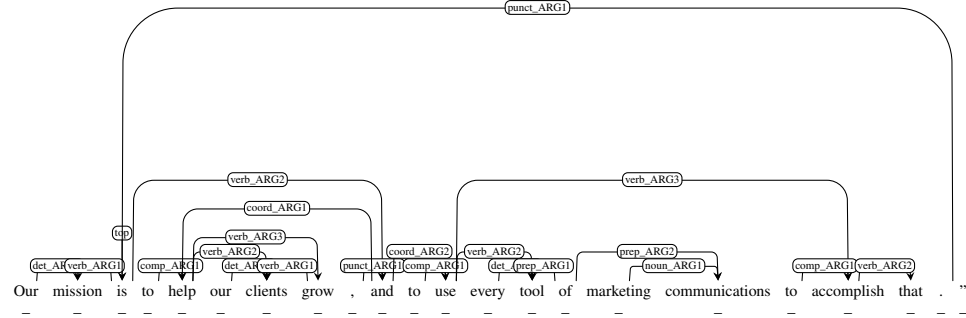 punct_ARG1
verb_ARG2 verb_ARG3
coord_ARG1
top verb_ARG3
verb_ARG2 coord_ARG2 verb_ARG2 prep_ARG2
verb_ARG1 comp_ARG1 verb_ARG1 punct_ARG1 comp_ARG1 prep_ARG1 noun_ARG1 comp_ARG1 verb_ARG2
Our mission is to help our clients grow , and to use every tool of marketing communications to accomplish that . ”
_ _ _ _ _ _ _ _ _ _ _ _ _ _ _ _ _ _ _ _ _ _